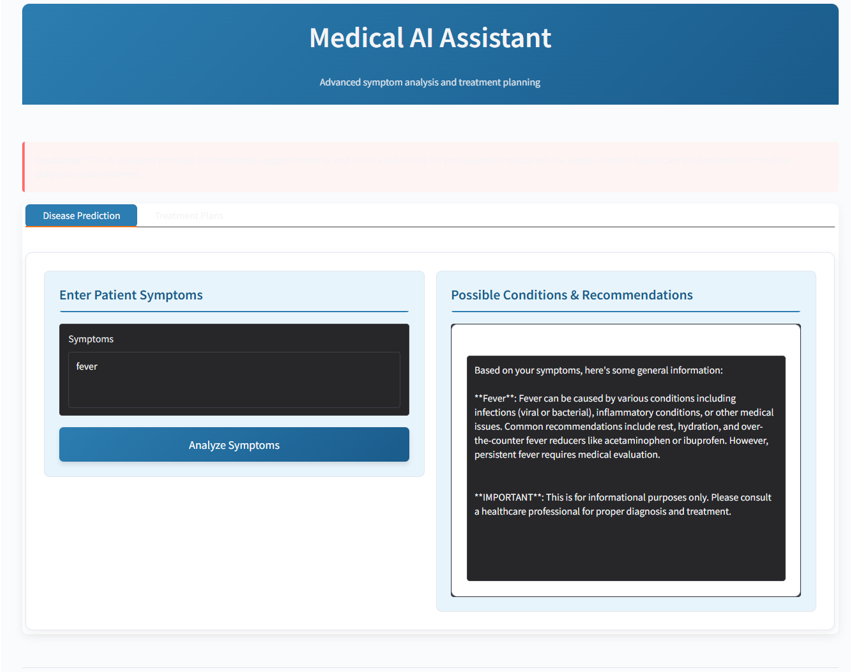 Medical AI Assistant
Advanced symptom analysis and treatment planning
Disease Prediction
Treatment Plans
Enter Patient Symptoms
Symptoms
fever
Analyze Symptoms
Possible Conditions & Recommendations
Based on your symptoms, here's some general information:
**Fever**: Fever can be caused by various conditions including
infections (viral or bacterial), inflammatory conditions, or other medical
issues. Common recommendations include rest, hydration, and over-
the-counter fever reducers like acetaminophen or ibuprofen. However,
persistent fever requires medical evaluation.
**IMPORTANT**: This is for informational purposes only. Please consult
a healthcare professional for proper diagnosis and treatment.